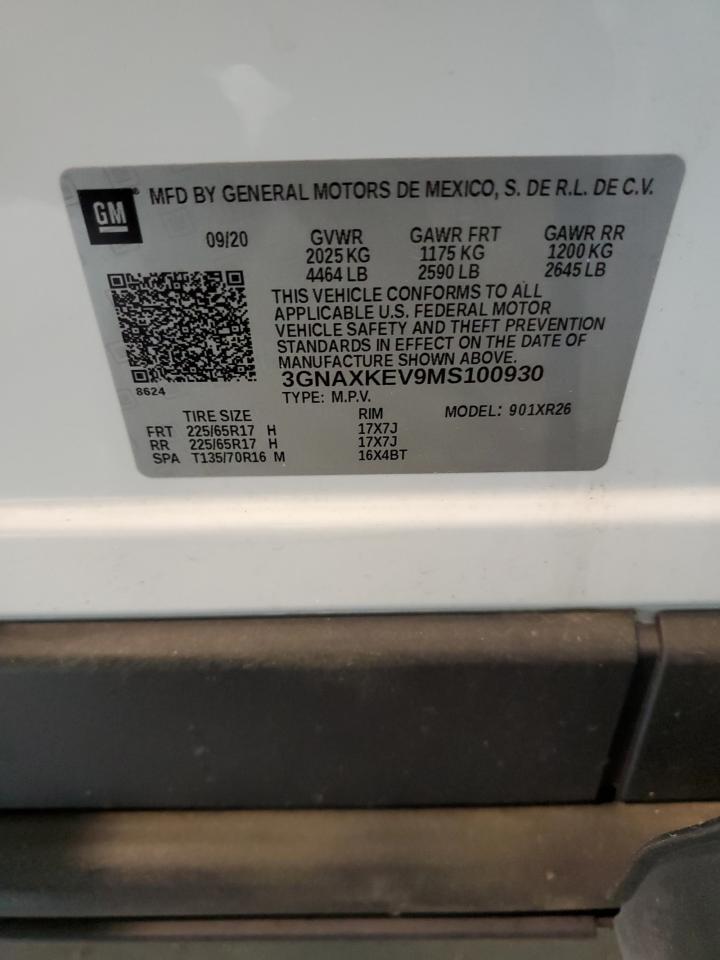 GM ® MFD BY GENERAL MOTORS DE MEXICO, S. DE R.L. DE C.V.
09/20 GVWR GAWR FRT GAWR RR
2025 KG 1175 KG 1200 KG
4464 LB 2590 LB 2645 LB
THIS VEHICLE CONFORMS TO ALL
APPLICABLE U.S. FEDERAL MOTOR
VEHICLE SAFETY AND THEFT PREVENTION
STANDARDS IN EFFECT ON THE DATE OF
MANUFACTURE SHOWN ABOVE.
8624 3GNAXKEV9MS100930
TYPE: M.P.V.
TIRE SIZE RIM MODEL: 901XR26
FRT 225/65R17 H 17X7J
RR 225/65R17 H 17X7J
SPA T135/70R16 M 16X4BT